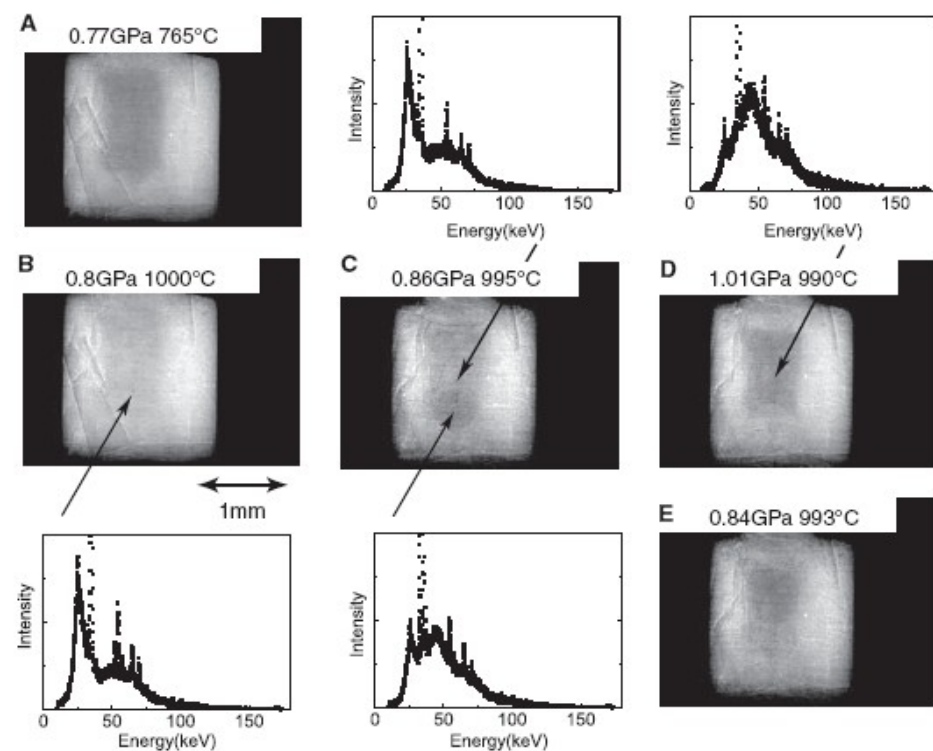 A
0.77GPa 765°C
Intensity
0 50 100 150
Energy(keV)
Intensity
0 50 100 150
Energy(keV)
B
0.8GPa 1000°C
C
0.86GPa 995°C
D
1.01GPa 990°C
1mm
E
0.84GPa 993°C
Intensity
0 50 100 150
Energy(keV)
Intensity
0 50 100 150
Energy(keV)